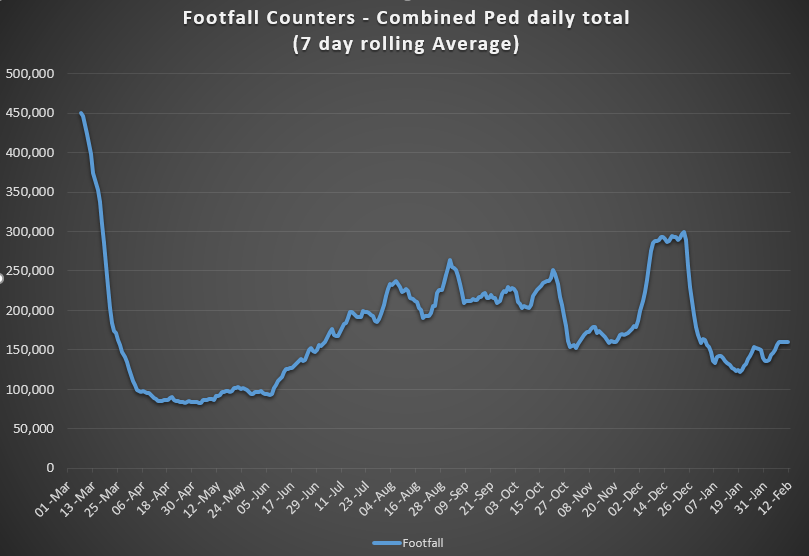 Footfall Counters - Combined Ped daily total
(7 day rolling Average)
500,000
450,000
400,000
350,000
300,000
250,000
200,000
150,000
100,000
50,000
0
01 -Mar
13 -Mar
25 -Mar
06 -Apr
18 -Apr
30 -Apr
12 -May
24 -May
05 -Jun
17 -Jun
29 -Jun
11 -Jul
23 -Jul
04 -Aug
16 -Aug
28 -Aug
09 -Sep
21 -Sep
03 -Oct
15 -Oct
27 -Oct
08 -Nov
20 -Nov
02 -Dec
14 -Dec
26 -Dec
07 -Jan
19 -Jan
31 -Jan
12 -Feb
Footfall